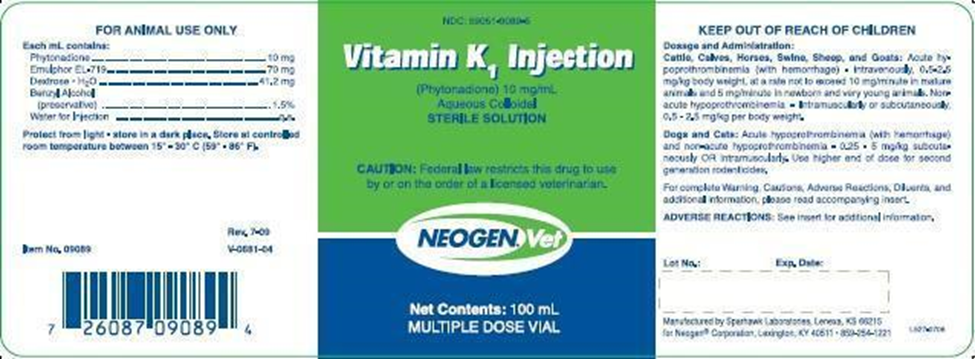 FOR ANIMAL USE ONLY
Each mL contains:
Phytonadione 10 mg
Emulphor EL-719 70 mg
Dextrose • H₂O 41.2 mg
Benzyl Alcohol
(preservative) 1.5%
Water for Injection q.s.
Protect from light • store in a dark place. Store at controlled
room temperature between 15° - 30° C (59° - 86° F).
Rev. 7-09
Item No. 09089 V-0681-04
7 26087 09089 4
NDC: 59051-9089-5
Vitamin K₁ Injection
(Phytonadione) 10 mg/mL
Aqueous Colloidal
STERILE SOLUTION
CAUTION: Federal law restricts this drug to use
by or on the order of a licensed veterinarian.
NEOGEN Vet
Net Contents: 100 mL
MULTIPLE DOSE VIAL
KEEP OUT OF REACH OF CHILDREN
Dosage and Administration:
Cattle, Calves, Horses, Swine, Sheep, and Goats: Acute hy-
poprothrombinemia (with hemorrhage) - Intravenously, 0.5-2.5
mg/kg body weight, at a rate not to exceed 10 mg/minute in mature
animals and 5 mg/minute in newborn and very young animals. Non-
acute hypoprothrombinemia - Intramuscularly or subcutaneously,
0.5 - 2.5 mg/kg per body weight.
Dogs and Cats: Acute hypoprothrombinemia (with hemorrhage)
and non-acute hypoprothrombinemia - 0.25 - 5 mg/kg subcuta-
neously OR Intramuscularly. Use higher end of dose for second
generation rodenticides.
For complete Warning, Cautions, Adverse Reactions, Diluents, and
additional information, please read accompanying insert.
ADVERSE REACTIONS: See insert for additional information.
Lot No.: Exp. Date:
Manufactured by Sparhawk Laboratories, Lenexa, KS 66215
for Neogen® Corporation, Lexington, KY 40511 • 859-254-1221